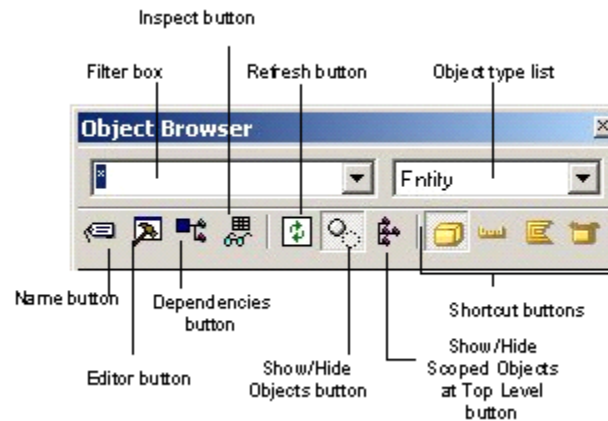 Inspect button
Filter box
Refresh button
Object type list
Object Browser
*
Entity
Name button
Dependencies
button
Shortcut buttons
Editor button
Show/Hide
Objects button
Show/Hide
Scoped Objects
at Top Level
button